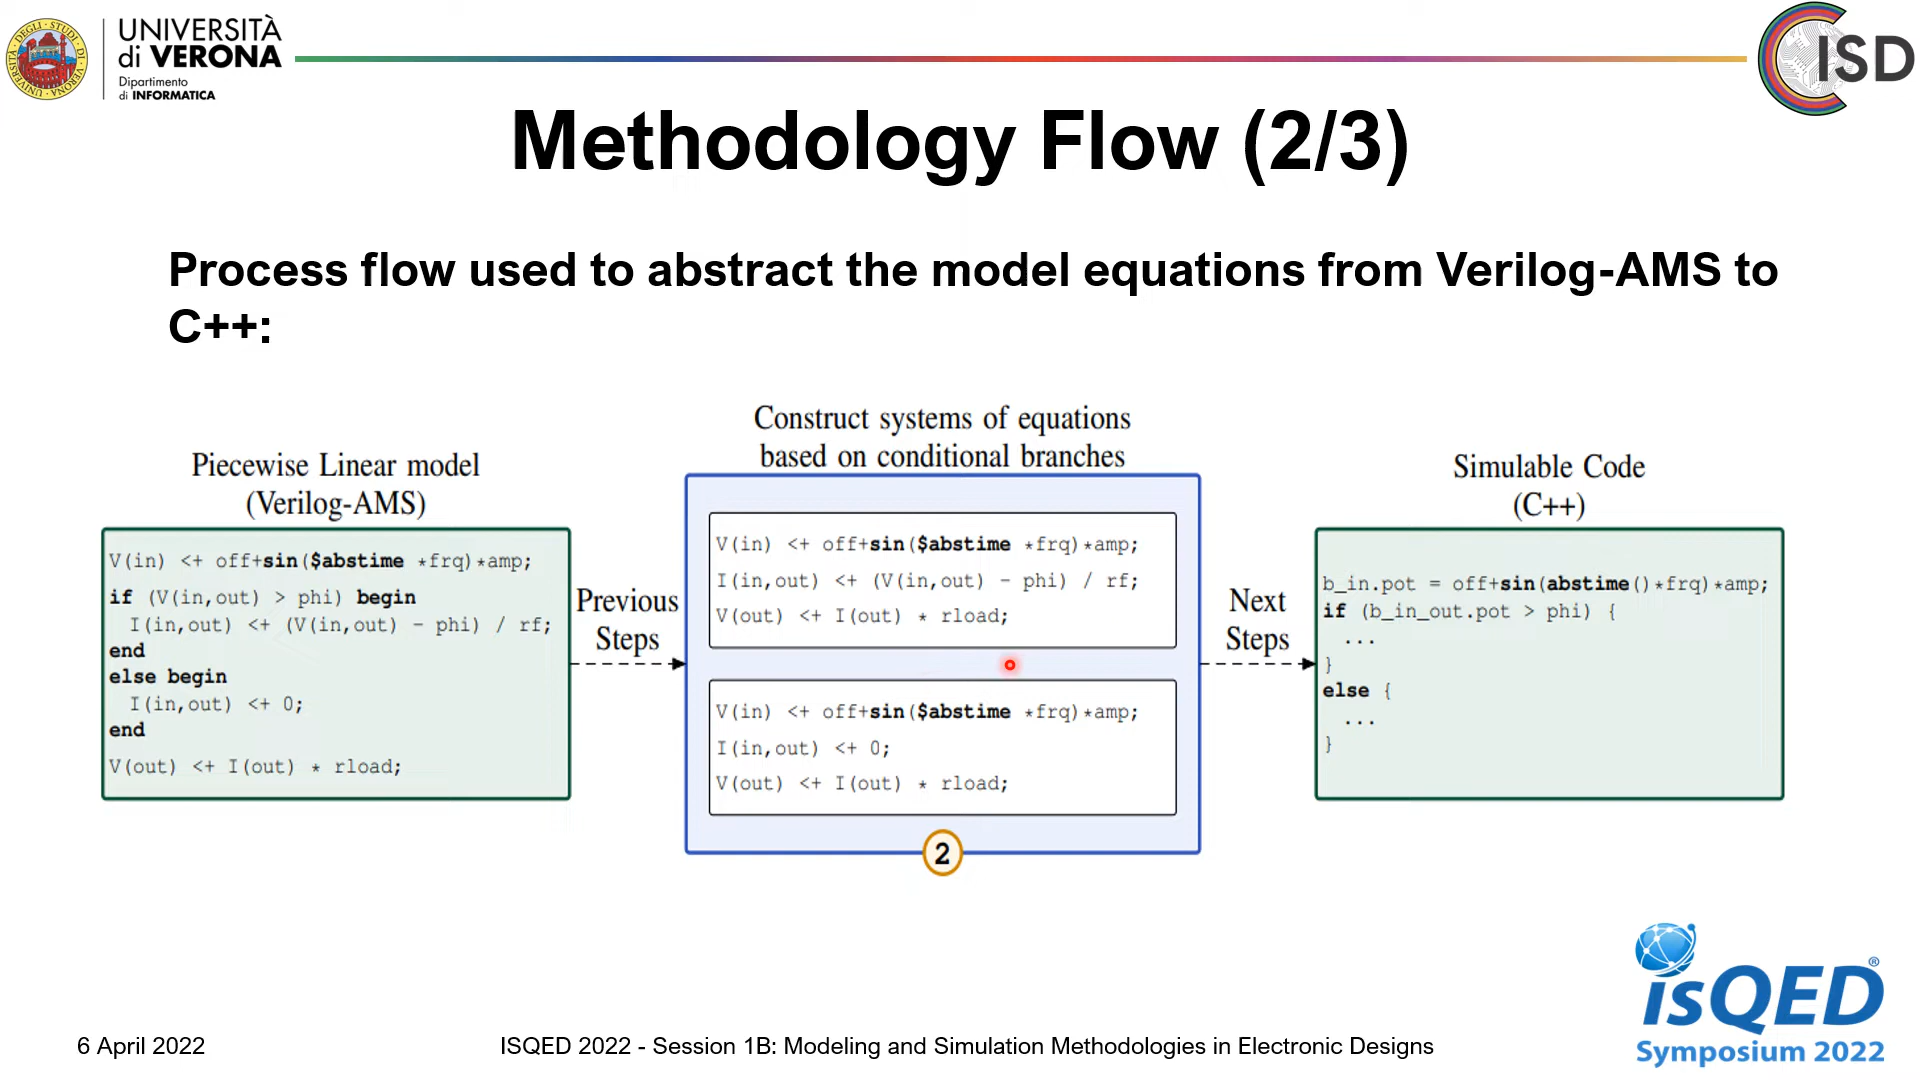 UNIVERSITÀ
di VERONA
Dipartimento
di INFORMATICA
ISD
Methodology Flow (2/3)
Process flow used to abstract the model equations from Verilog-AMS to
C++:
Piecewise Linear model
(Verilog-AMS)
V(in) <+ off+sin($abstime *frq)*amp;
if (V(in,out) > phi) begin
I(in,out) <+ (V(in,out) - phi) / rf;
end
else begin
I(in,out) <+ 0;
end
V(out) <+ I(out) * rload;
Previous
Steps
Construct systems of equations
based on conditional branches
V(in) <+ off+sin($abstime *frq)*amp;
I(in,out) <+ (V(in,out) - phi) / rf;
V(out) <+ I(out) * rload;
V(in) <+ off+sin($abstime *frq)*amp;
I(in,out) <+ 0;
V(out) <+ I(out) * rload;
2
Next
Steps
Simulable Code
(C++)
b_in.pot = off+sin(abstime()*frq)*amp;
if (b_in_out.pot > phi) {
...
}
else {
...
}
6 April 2022
ISQED 2022 - Session 1B: Modeling and Simulation Methodologies in Electronic Designs
isQED®
Symposium 2022